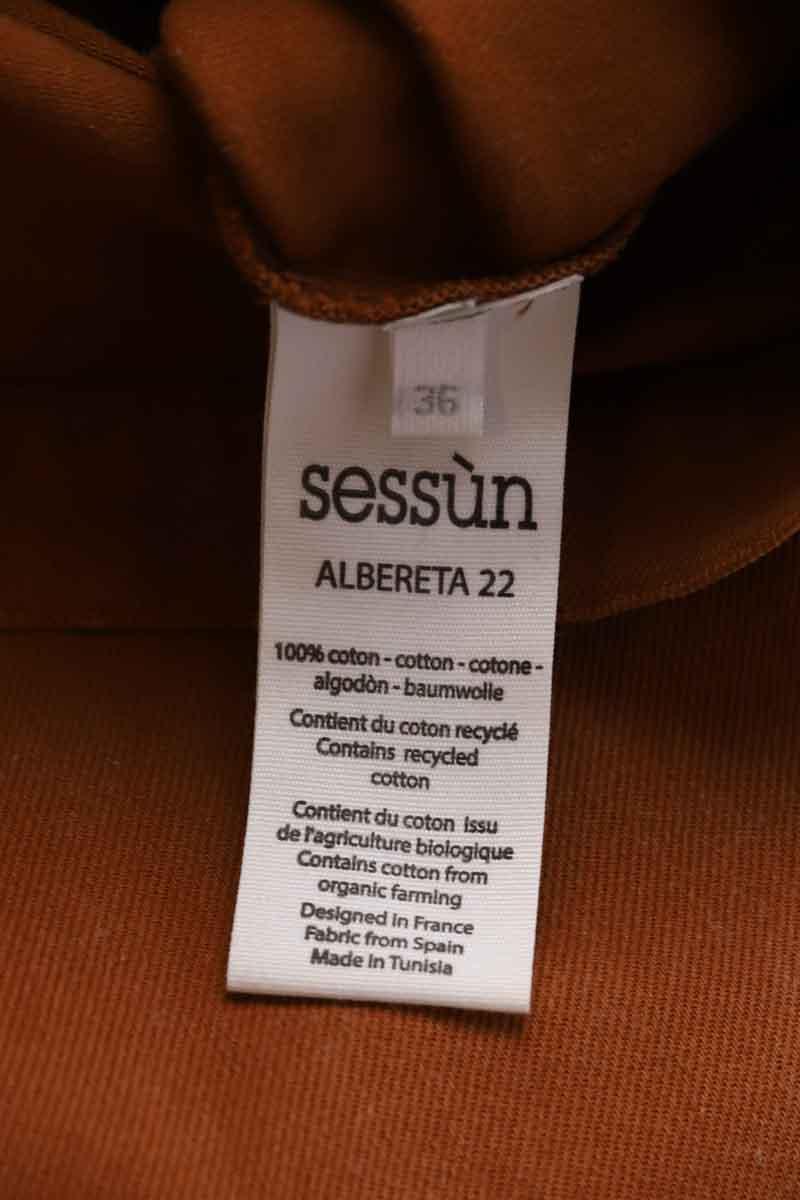 36
sessùn
ALBERETA 22
100% coton - cotton - cotone -
algodòn - baumwolle
Contient du coton recyclé
Contains recycled
cotton
Contient du coton issu
de l'agriculture biologique
Contains cotton from
organic farming
Designed in France
Fabric from Spain
Made in Tunisia